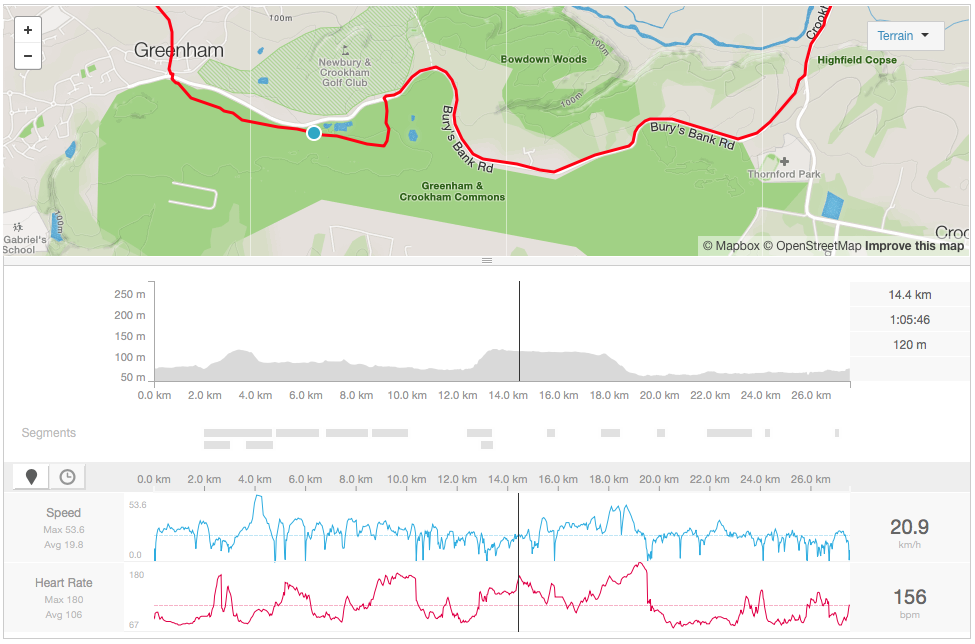 +
−
100m
Greenham
Newbury &
Crookham
Golf Club
100m
Bowdown Woods
100m
Crookh
Terrain
Highfield Copse
Bury's Bank Rd
Bury's Bank Rd
Thornford Park
Greenham &
Crookham Commons
100m
Gabriel's
School
Croo
© Mapbox © OpenStreetMap Improve this map
250 m
200 m
150 m
100 m
50 m
14.4 km
1:05:46
120 m
0.0 km 2.0 km 4.0 km 6.0 km 8.0 km 10.0 km 12.0 km 14.0 km 16.0 km 18.0 km 20.0 km 22.0 km 24.0 km 26.0 km
Segments
0.0 km 2.0 km 4.0 km 6.0 km 8.0 km 10.0 km 12.0 km 14.0 km 16.0 km 18.0 km 20.0 km 22.0 km 24.0 km 26.0 km
Speed
Max 53.6
Avg 19.8
53.6
0.0
20.9
km/h
Heart Rate
Max 180
Avg 106
180
67
156
bpm